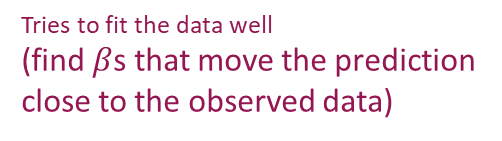 Tries to fit the data well
(find βs that move the prediction
close to the observed data)